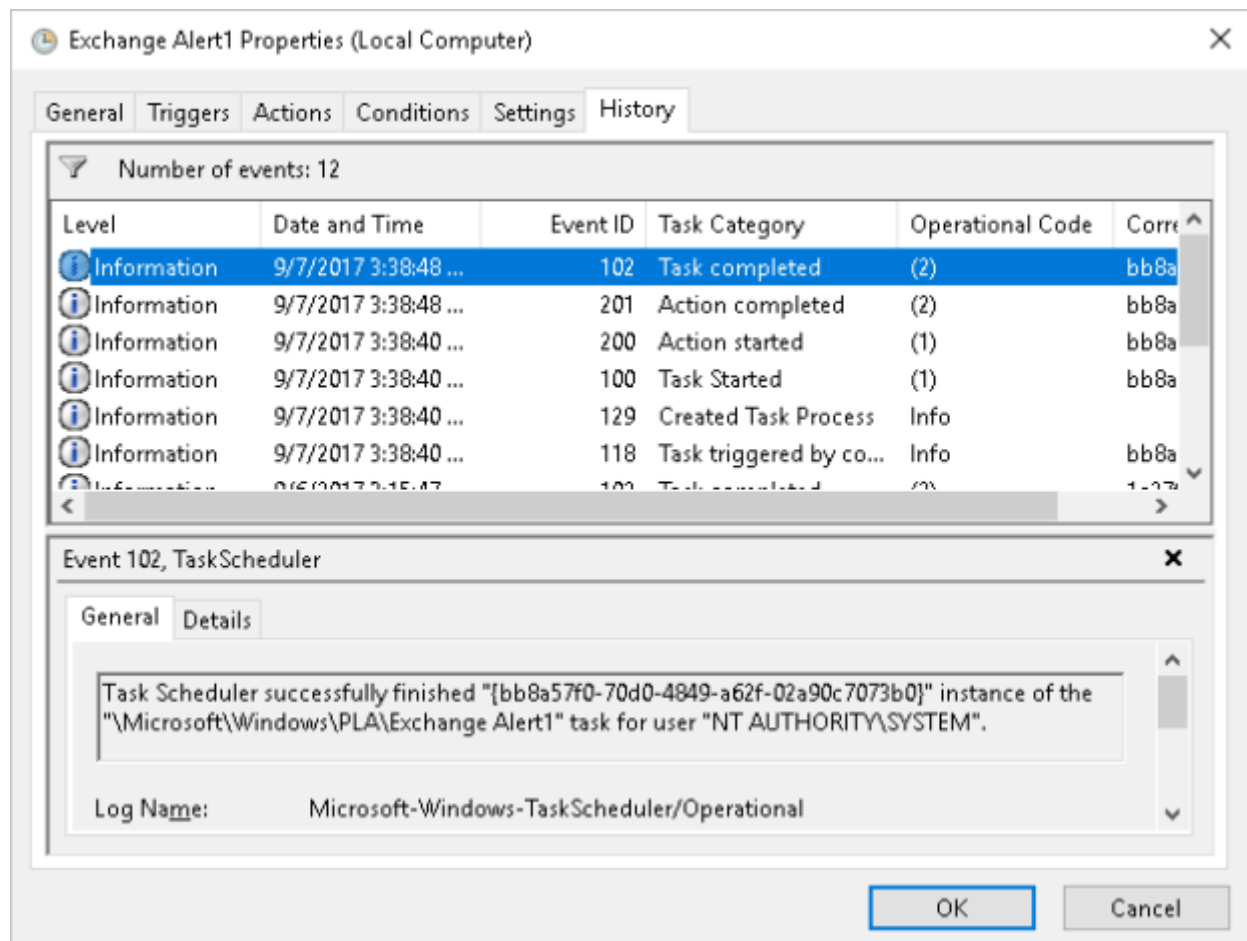 Exchange Alert1 Properties (Local Computer)
General Triggers Actions Conditions Settings History
Number of events: 12
Level Date and Time Event ID Task Category Operational Code Corre
Information 9/7/2017 3:38:48 ... 102 Task completed (2) bb8a
Information 9/7/2017 3:38:48 ... 201 Action completed (2) bb8a
Information 9/7/2017 3:38:40 ... 200 Action started (1) bb8a
Information 9/7/2017 3:38:40 ... 100 Task Started (1) bb8a
Information 9/7/2017 3:38:40 ... 129 Created Task Process Info
Information 9/7/2017 3:38:40 ... 118 Task triggered by co... Info bb8a
Information 102 Task completed (2)
Event 102, TaskScheduler
General Details
Task Scheduler successfully finished "{bb8a57f0-70d0-4849-a62f-02a90c7073b0}" instance of the
"\Microsoft\Windows\PLA\Exchange Alert1" task for user "NT AUTHORITY\SYSTEM".
Log Name: Microsoft-Windows-TaskScheduler/Operational
OK Cancel